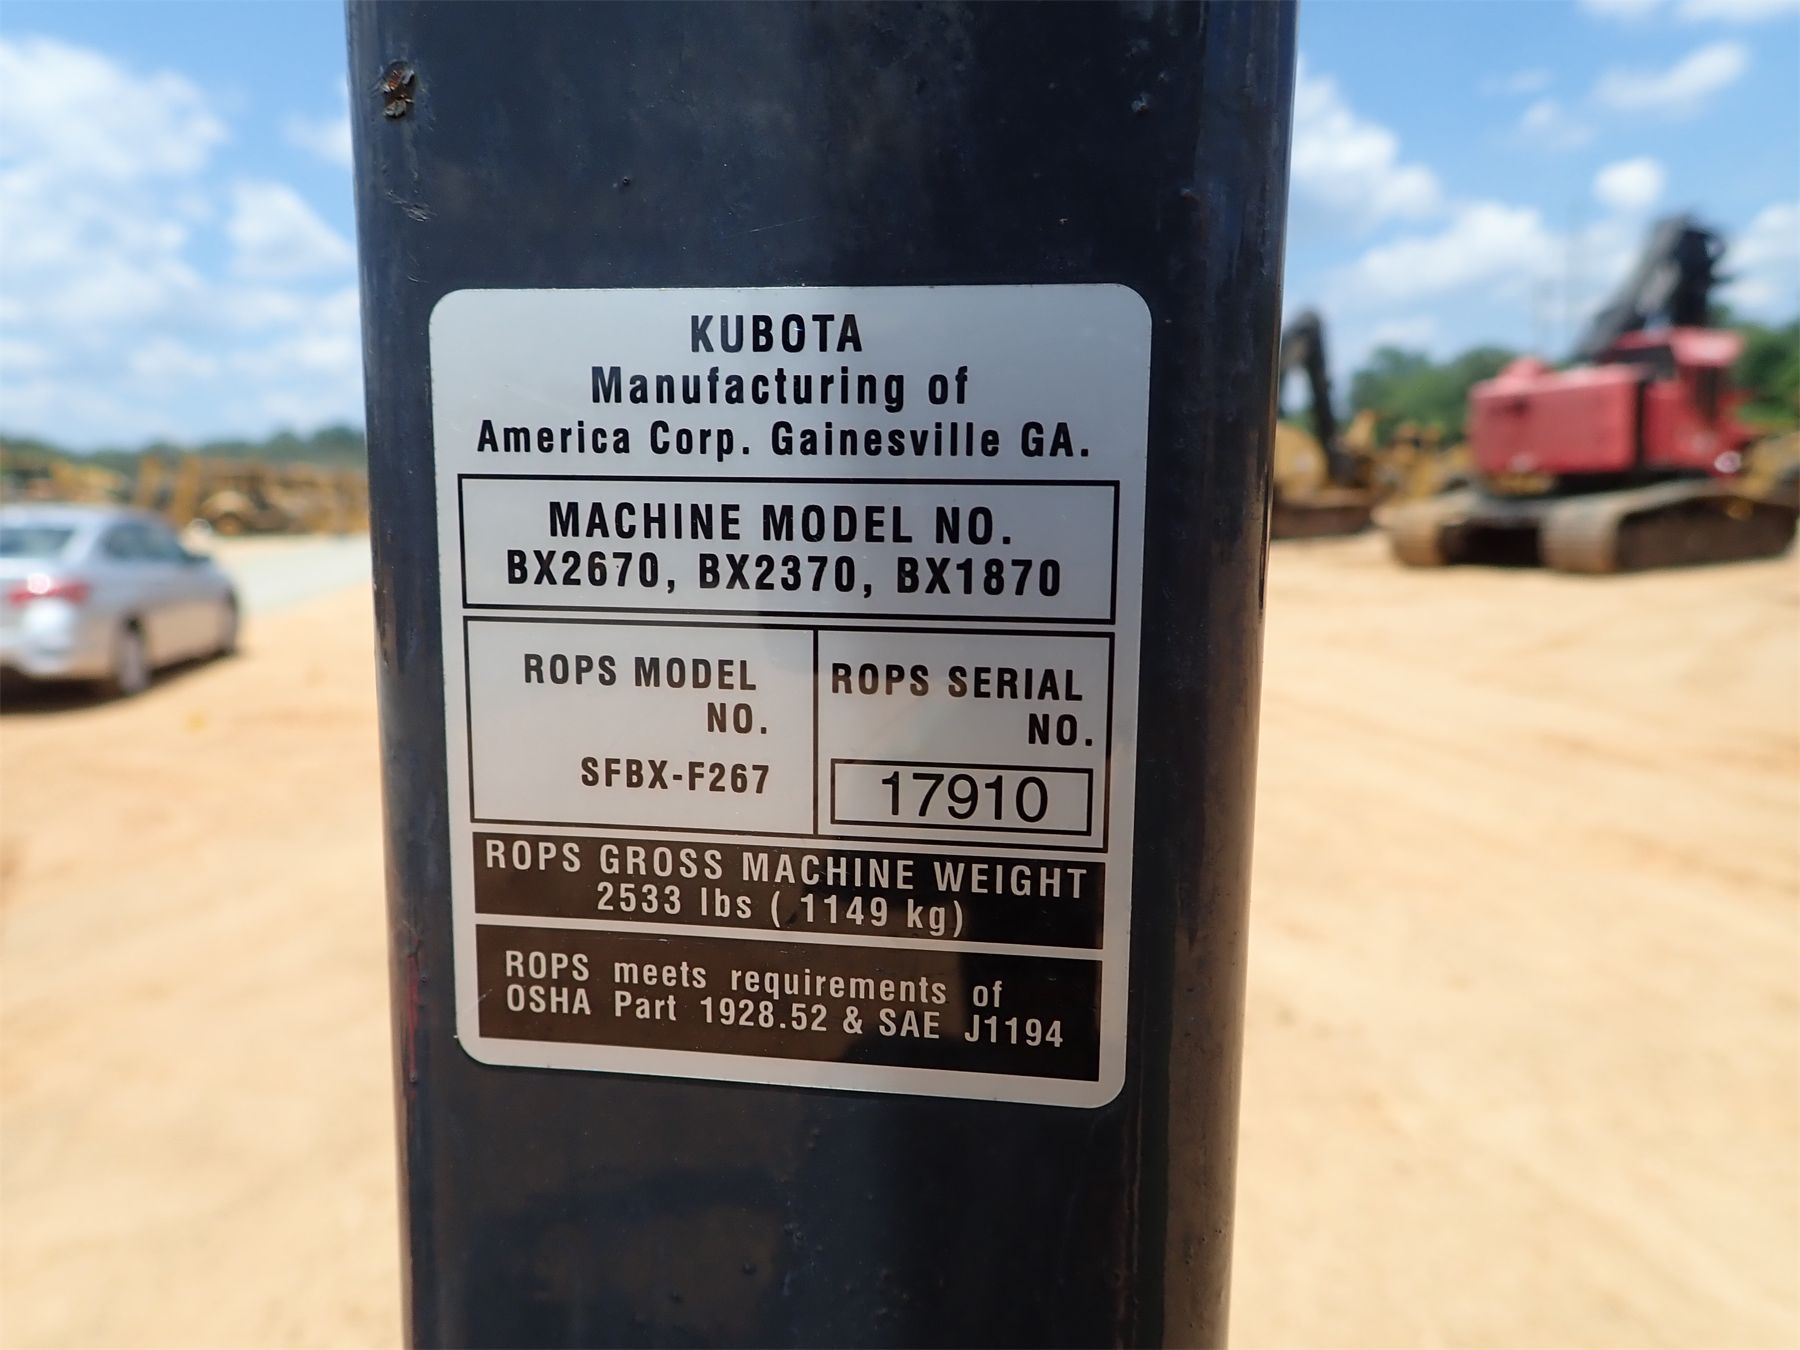 KUBOTA
Manufacturing of
America Corp. Gainesville GA.
MACHINE MODEL NO.
BX2670, BX2370, BX1870
ROPS MODEL
NO.
SFBX-F267
ROPS SERIAL
NO.
17910
ROPS GROSS MACHINE WEIGHT
2533 lbs ( 1149 kg)
ROPS meets requirements of
OSHA Part 1928.52 & SAE J1194